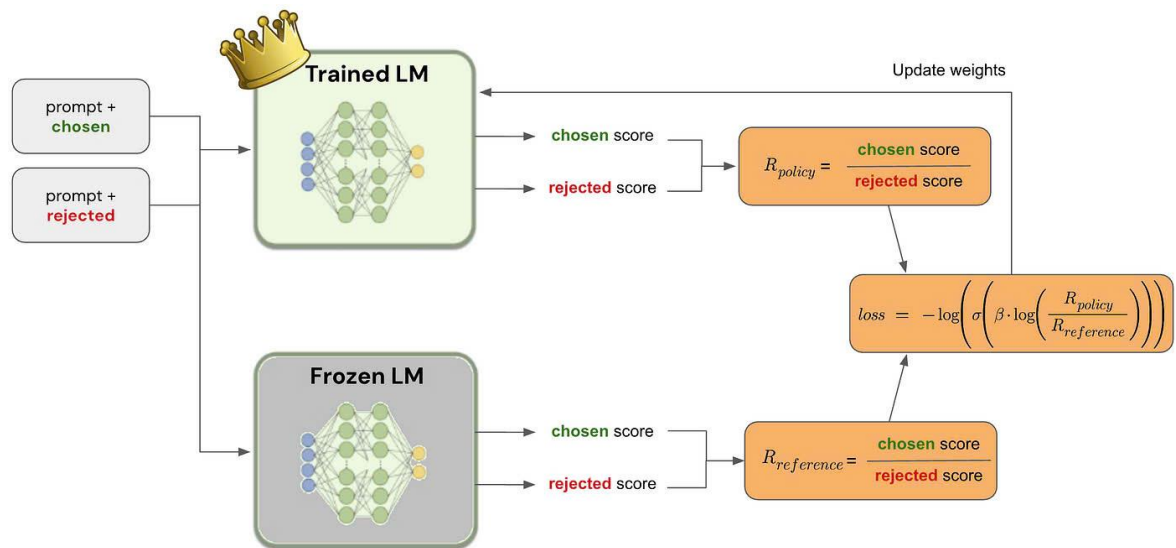 Trained LM
Update weights
prompt +
chosen
prompt +
rejected
chosen score
rejected score
R_policy = chosen score / rejected score
loss = −log(σ(β·log(R_policy / R_reference)))
Frozen LM
chosen score
rejected score
R_reference = chosen score / rejected score